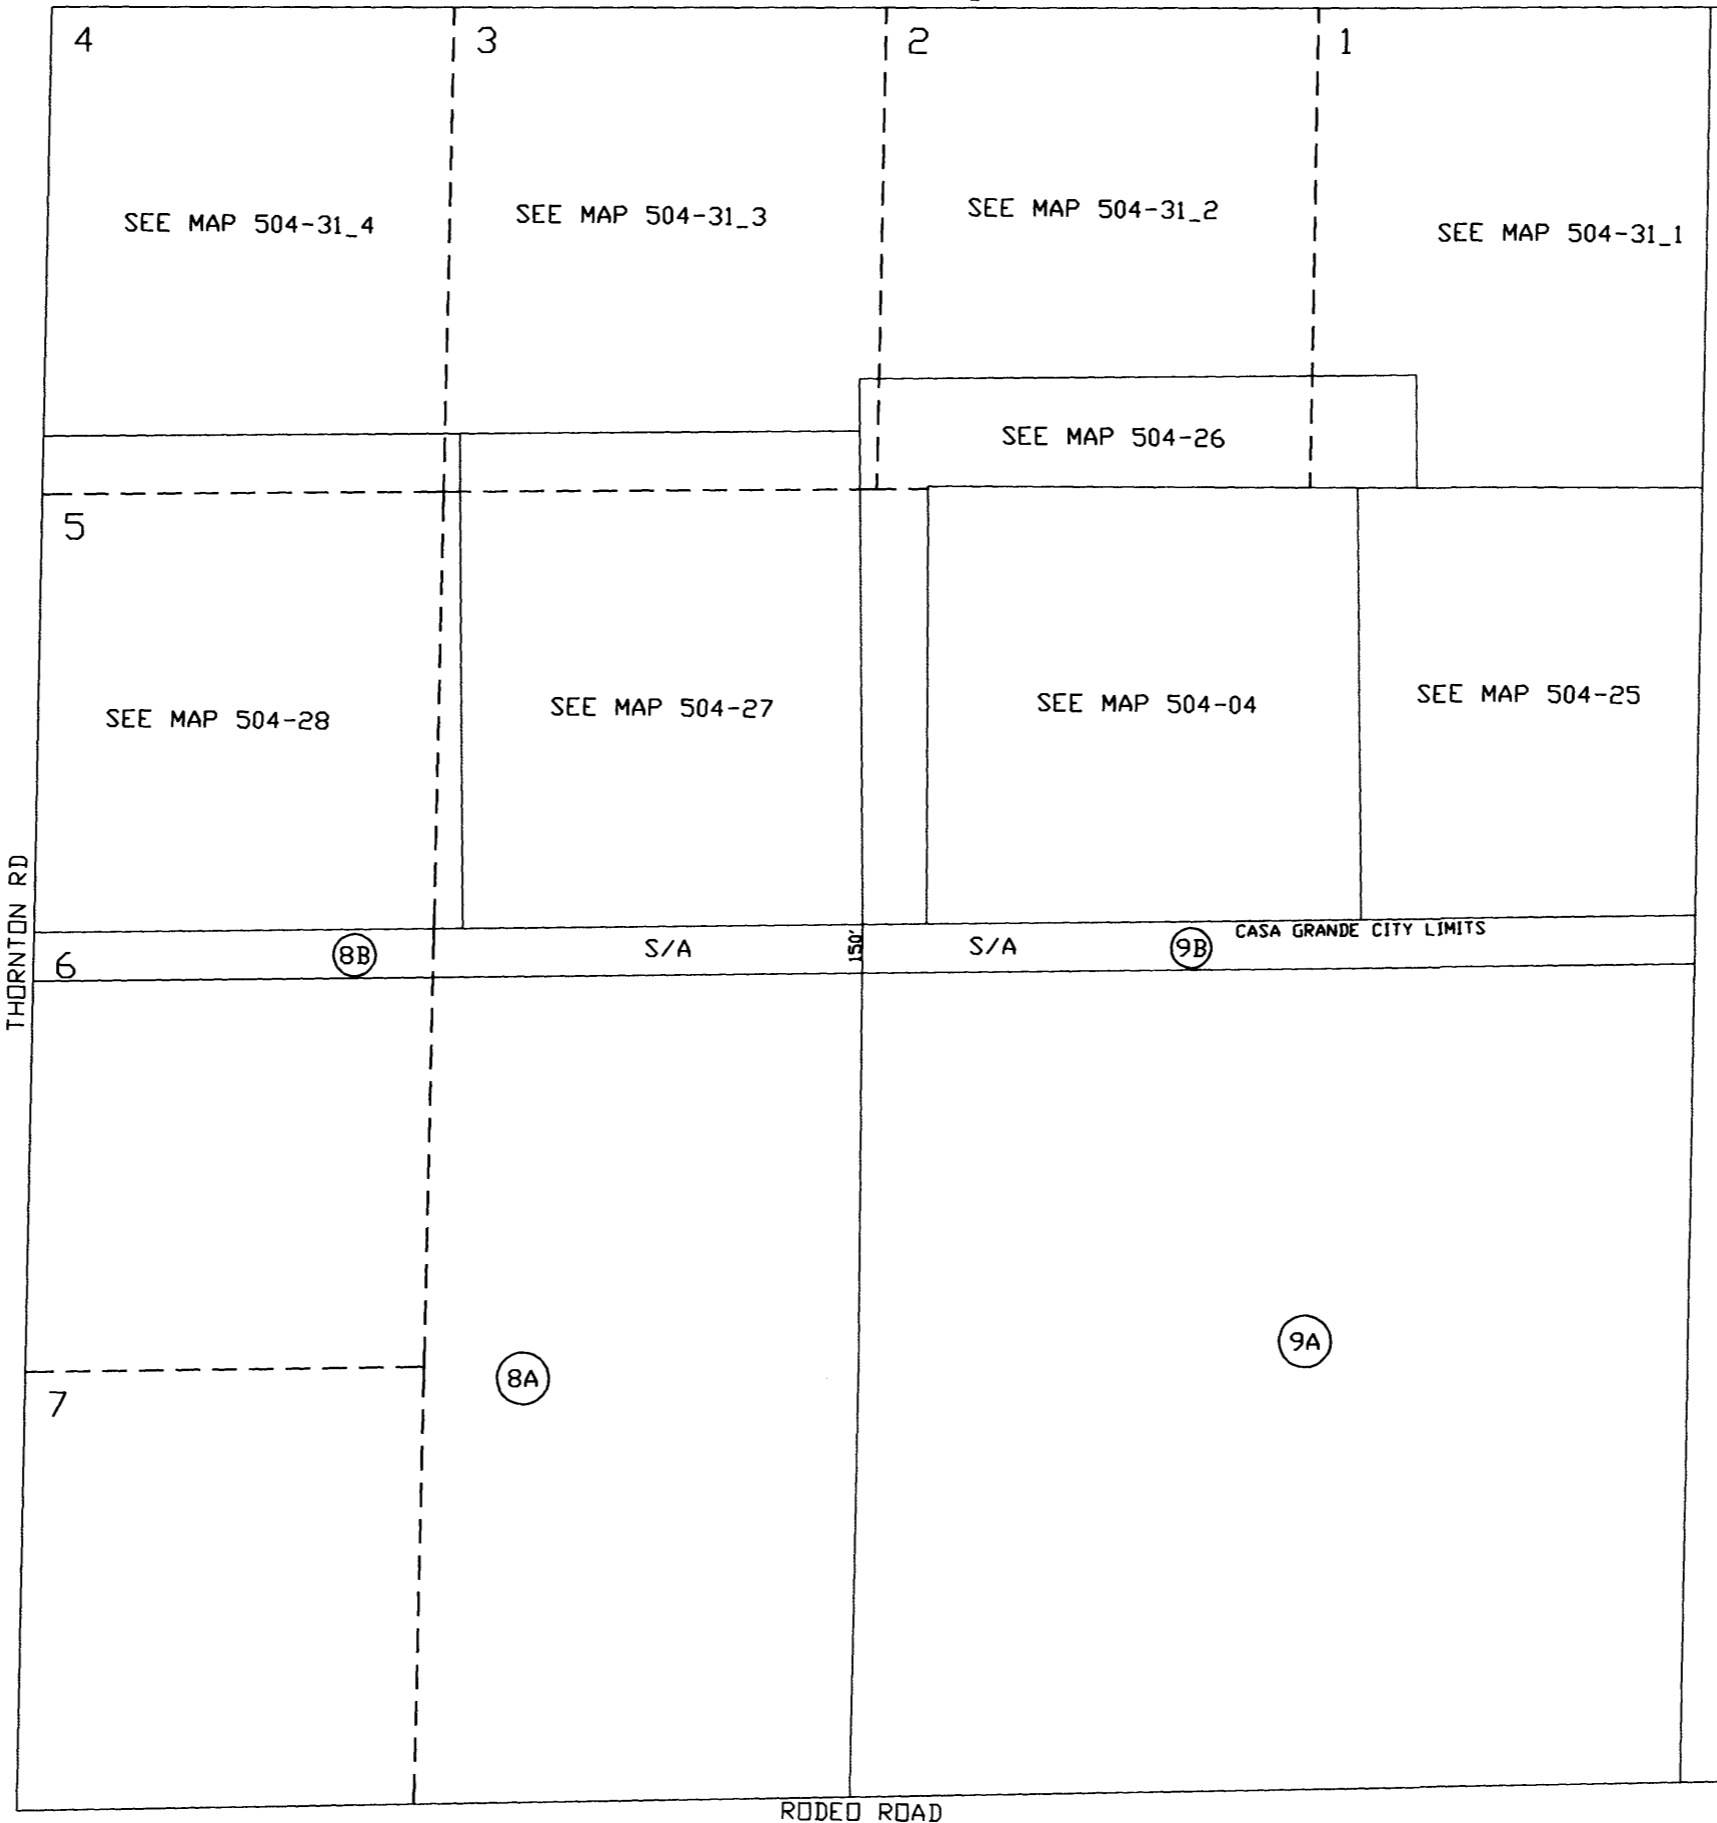 4
3
2
1
SEE MAP 504-31_4
SEE MAP 504-31_3
SEE MAP 504-31_2
SEE MAP 504-31_1
SEE MAP 504-26
5
SEE MAP 504-28
SEE MAP 504-27
SEE MAP 504-04
SEE MAP 504-25
THORNTON RD
6
8B
S/A
150'
S/A
9B
CASA GRANDE CITY LIMITS
7
8A
9A
RODEO ROAD